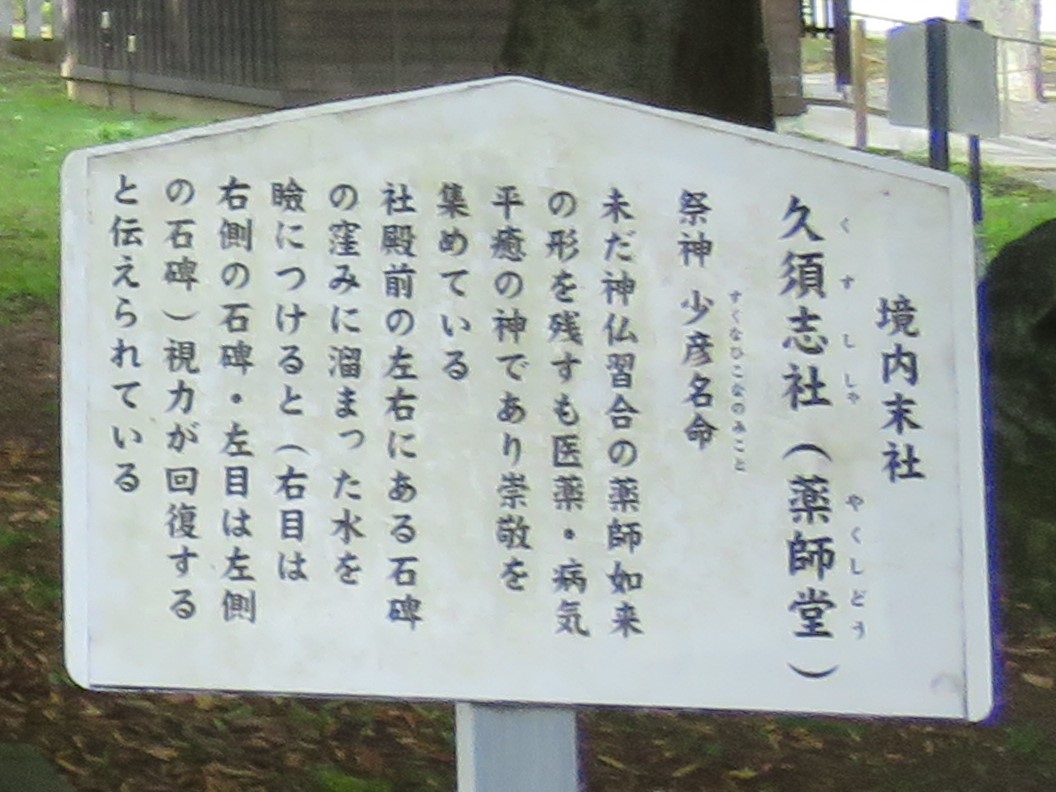 境内末社
久須志社（薬師堂）
くすししゃ
やくしどう
祭神 少彦名命
すくなひこなのみこと
未だ神仏習合の薬師如来
の形を残すも医薬・病気
平癒の神であり崇敬を
集めている
社殿前の左右にある石碑
の窪みに溜まった水を
瞼につけると（右目は
右側の石碑・左目は左側
の石碑）視力が回復する
と伝えられている